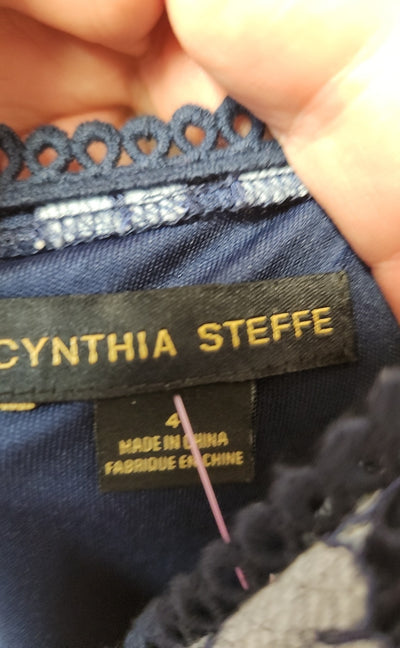 CYNTHIA STEFFE
4
MADE IN CHINA
FABRIQUE EN CHINE